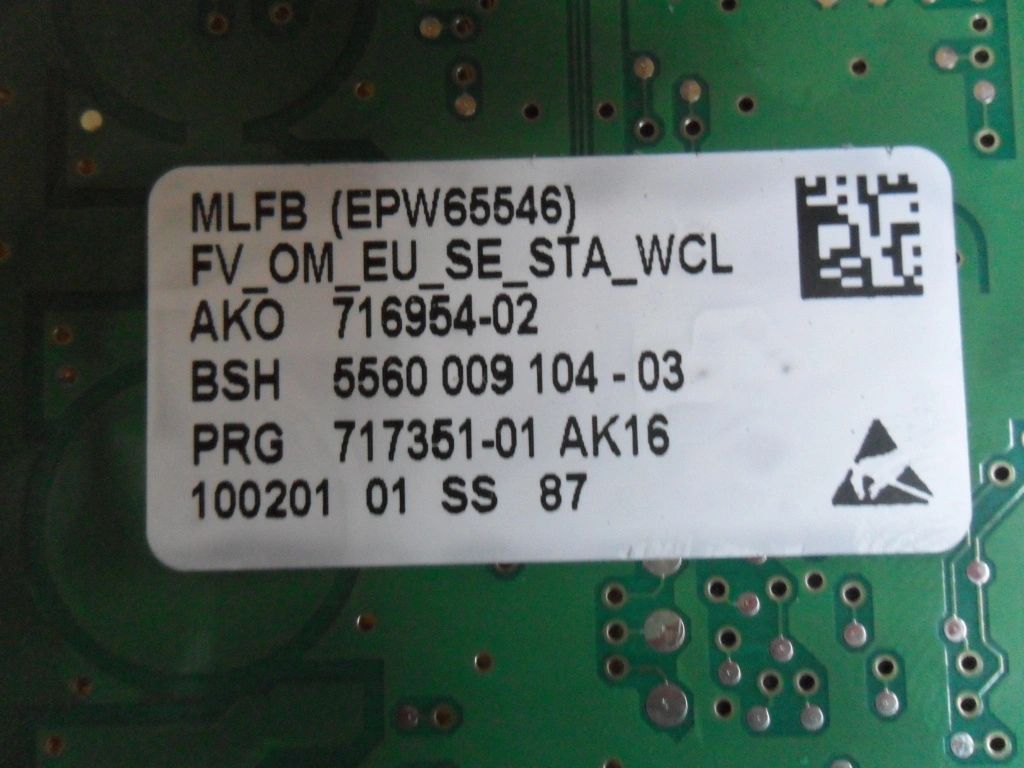 MLFB (EPW65546)
FV_OM_EU_SE_STA_WCL
AKO 716954-02
BSH 5560 009 104 - 03
PRG 717351-01 AK16
100201 01 SS 87